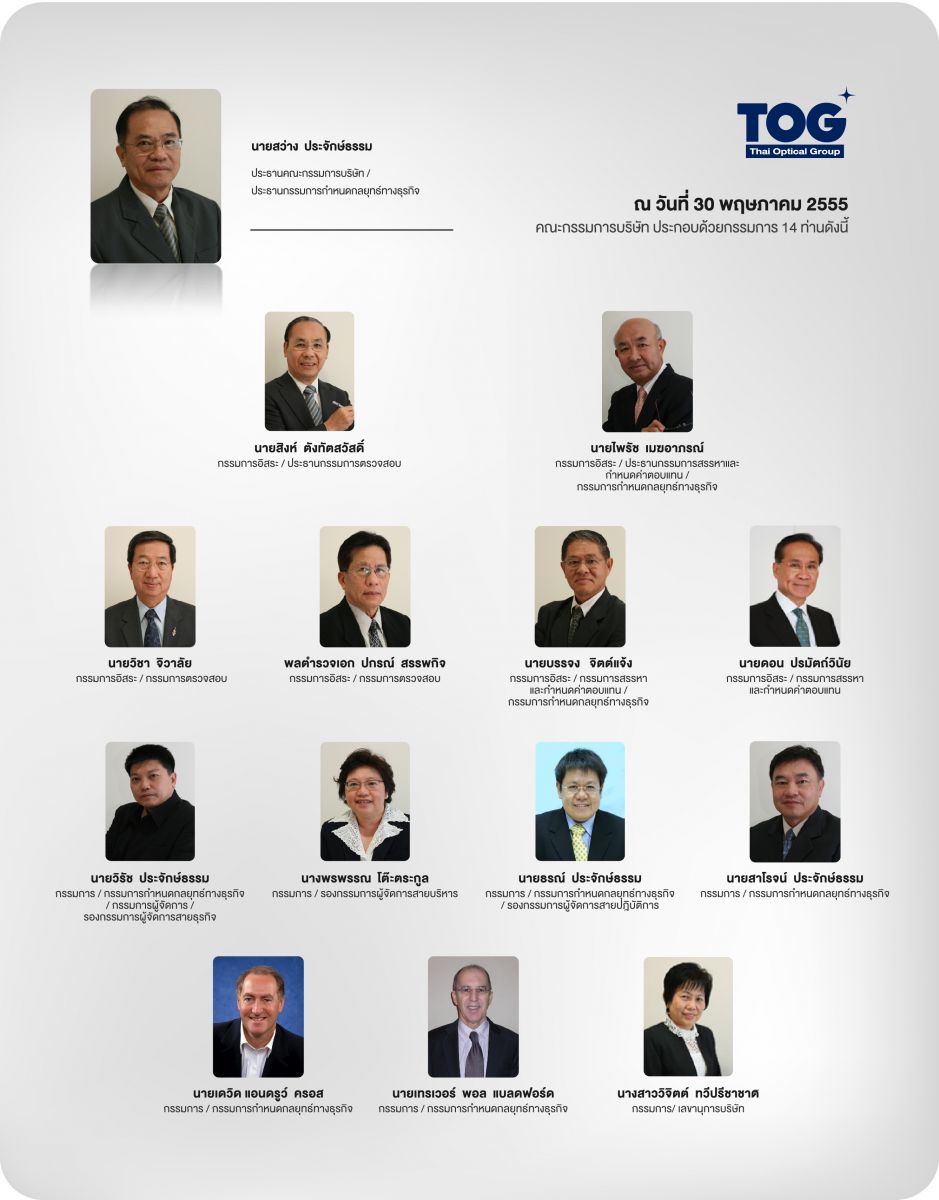 นายสว่าง ประจักษ์ธรรม
ประธานคณะกรรมการบริษัท /
ประธานกรรมการกำหนดกลยุทธ์ทางธุรกิจ
TOG
Thai Optical Group
ณ วันที่ 30 พฤษภาคม 2555
คณะกรรมการบริษัท ประกอบด้วยกรรมการ 14 ท่านดังนี้
นายสิงห์ ตังทัตสวัสดิ์
กรรมการอิสระ / ประธานกรรมการตรวจสอบ
นายไพรัช เมฆอาภรณ์
กรรมการอิสระ / ประธานกรรมการสรรหาและ
กำหนดค่าตอบแทน /
กรรมการกำหนดกลยุทธ์ทางธุรกิจ
นายวิชา จิวาลัย
กรรมการอิสระ / กรรมการตรวจสอบ
พลตำรวจเอก ปกรณ์ สรรพกิจ
กรรมการอิสระ / กรรมการตรวจสอบ
นายบรรจง จิตต์แจ้ง
กรรมการอิสระ / กรรมการสรรหา
และกำหนดค่าตอบแทน /
กรรมการกำหนดกลยุทธ์ทางธุรกิจ
นายดอน ปรมัตถ์วินัย
กรรมการอิสระ / กรรมการสรรหา
และกำหนดค่าตอบแทน
นายวิรัช ประจักษ์ธรรม
กรรมการ / กรรมการกำหนดกลยุทธ์ทางธุรกิจ
/ กรรมการผู้จัดการ /
รองกรรมการผู้จัดการสายธุรกิจ
นางพรพรรณ โต๊ะตระกูล
กรรมการ / รองกรรมการผู้จัดการสายบริหาร
นายธรณ์ ประจักษ์ธรรม
กรรมการ / กรรมการกำหนดกลยุทธ์ทางธุรกิจ
/ รองกรรมการผู้จัดการสายปฏิบัติการ
นายสาโรจน์ ประจักษ์ธรรม
กรรมการ / กรรมการกำหนดกลยุทธ์ทางธุรกิจ
นายเดวิด แอนดรูว์ ครอส
กรรมการ / กรรมการกำหนดกลยุทธ์ทางธุรกิจ
นายเทรเวอร์ พอล แบลดฟอร์ด
กรรมการ / กรรมการกำหนดกลยุทธ์ทางธุรกิจ
นางสาววิจิตต์ ทวีปรีชาชาติ
กรรมการ/ เลขานุการบริษัท